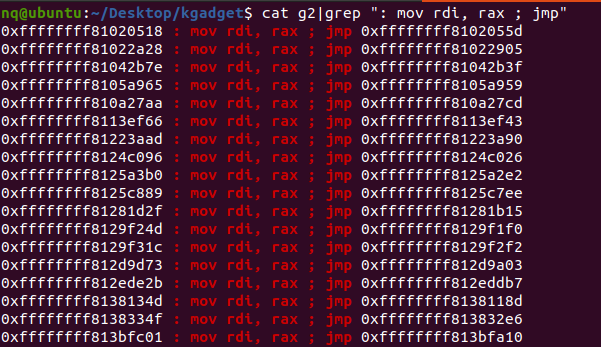 nq@ubuntu:~/Desktop/kgadget$ cat g2|grep ": mov rdi, rax ; jmp"
0xffffffff81020518 : mov rdi, rax ; jmp 0xffffffff8102055d
0xffffffff81022a28 : mov rdi, rax ; jmp 0xffffffff81022905
0xffffffff81042b7e : mov rdi, rax ; jmp 0xffffffff81042b3f
0xffffffff8105a965 : mov rdi, rax ; jmp 0xffffffff8105a959
0xffffffff810a27aa : mov rdi, rax ; jmp 0xffffffff810a27cd
0xffffffff8113ef66 : mov rdi, rax ; jmp 0xffffffff8113ef43
0xffffffff81223aad : mov rdi, rax ; jmp 0xffffffff81223a90
0xffffffff8124c096 : mov rdi, rax ; jmp 0xffffffff8124c026
0xffffffff8125a3b0 : mov rdi, rax ; jmp 0xffffffff8125a2e2
0xffffffff8125c889 : mov rdi, rax ; jmp 0xffffffff8125c7ee
0xffffffff81281d2f : mov rdi, rax ; jmp 0xffffffff81281b15
0xffffffff8129f24d : mov rdi, rax ; jmp 0xffffffff8129f1f0
0xffffffff8129f31c : mov rdi, rax ; jmp 0xffffffff8129f2f2
0xffffffff812d9d73 : mov rdi, rax ; jmp 0xffffffff812d9a03
0xffffffff812ede2b : mov rdi, rax ; jmp 0xffffffff812eddb7
0xffffffff8138134d : mov rdi, rax ; jmp 0xffffffff8138118d
0xffffffff8138334f : mov rdi, rax ; jmp 0xffffffff813832e6
0xffffffff813bfc01 : mov rdi, rax ; jmp 0xffffffff813bfa10